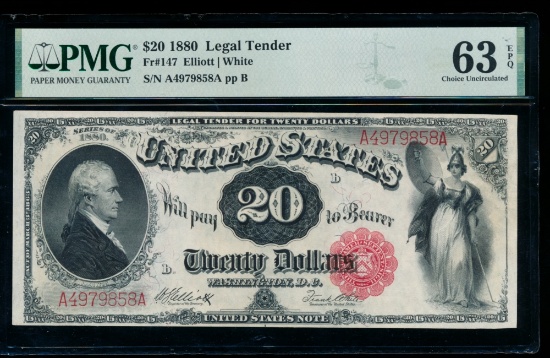 PMG
PAPER MONEY GUARANTY
$20 1880 Legal Tender
Fr#147 Elliott | White
S/N A4979858A pp B
63 EPQ
Choice Uncirculated
LEGAL TENDER FOR TWENTY DOLLARS
SERIES OF 1880.
20
UNITED STATES
A4979858A
20
D
Will pay 20 to Bearer
D.
Twenty Dollars
WASHINGTON, D.C.
A4979858A
UNITED STATES NOTE